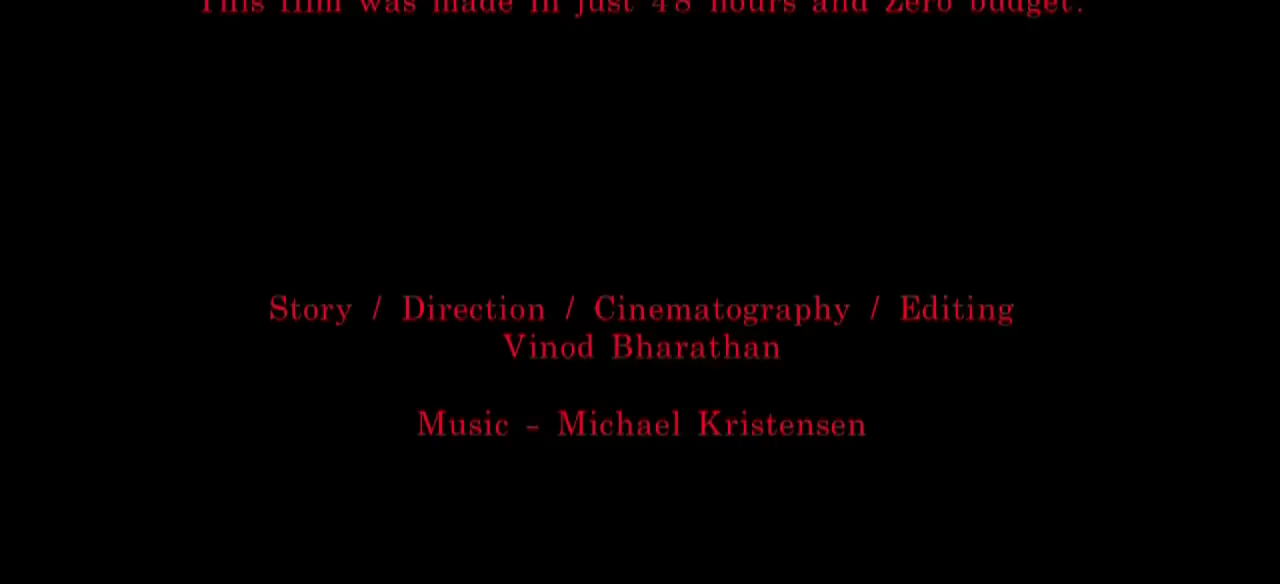 This film was made in just 48 hours and Zero budget.
Story / Direction / Cinematography / Editing
Vinod Bharathan
Music - Michael Kristensen